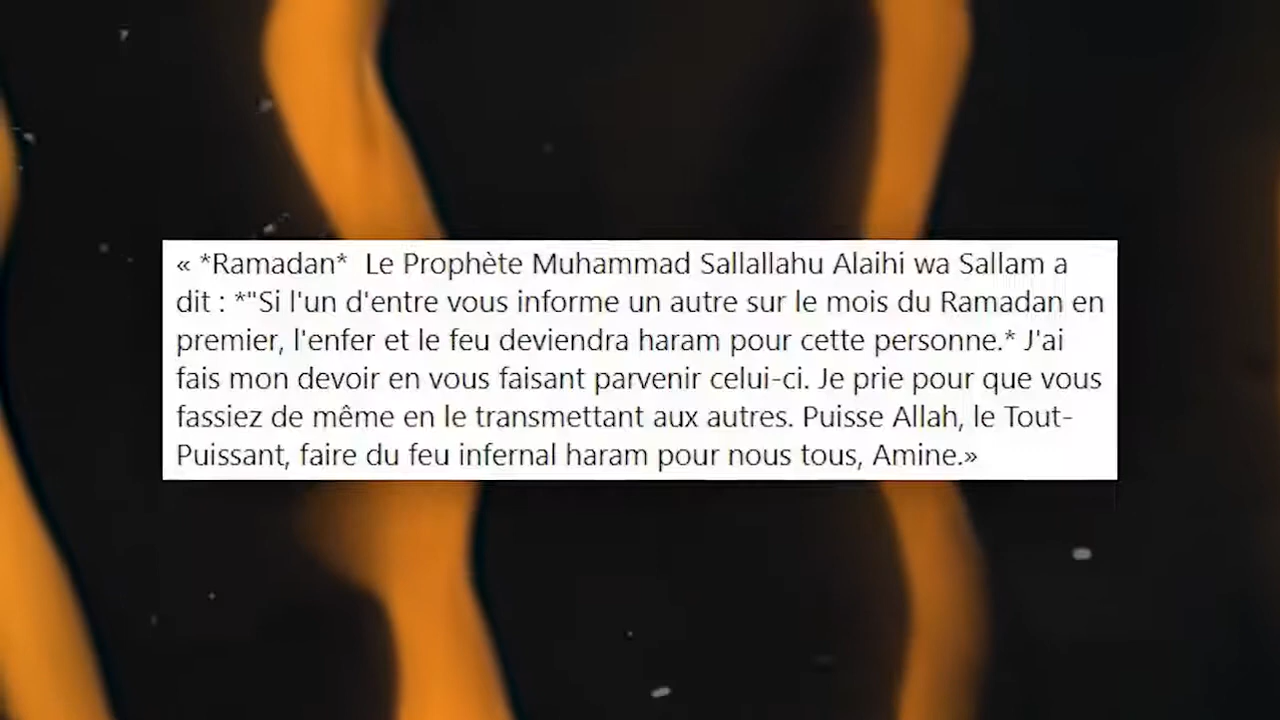 « *Ramadan*  Le Prophète Muhammad Sallallahu Alaihi wa Sallam a
dit : *"Si l'un d'entre vous informe un autre sur le mois du Ramadan en
premier, l'enfer et le feu deviendra haram pour cette personne.* J'ai
fais mon devoir en vous faisant parvenir celui-ci. Je prie pour que vous
fassiez de même en le transmettant aux autres. Puisse Allah, le Tout-
Puissant, faire du feu infernal haram pour nous tous, Amine.»